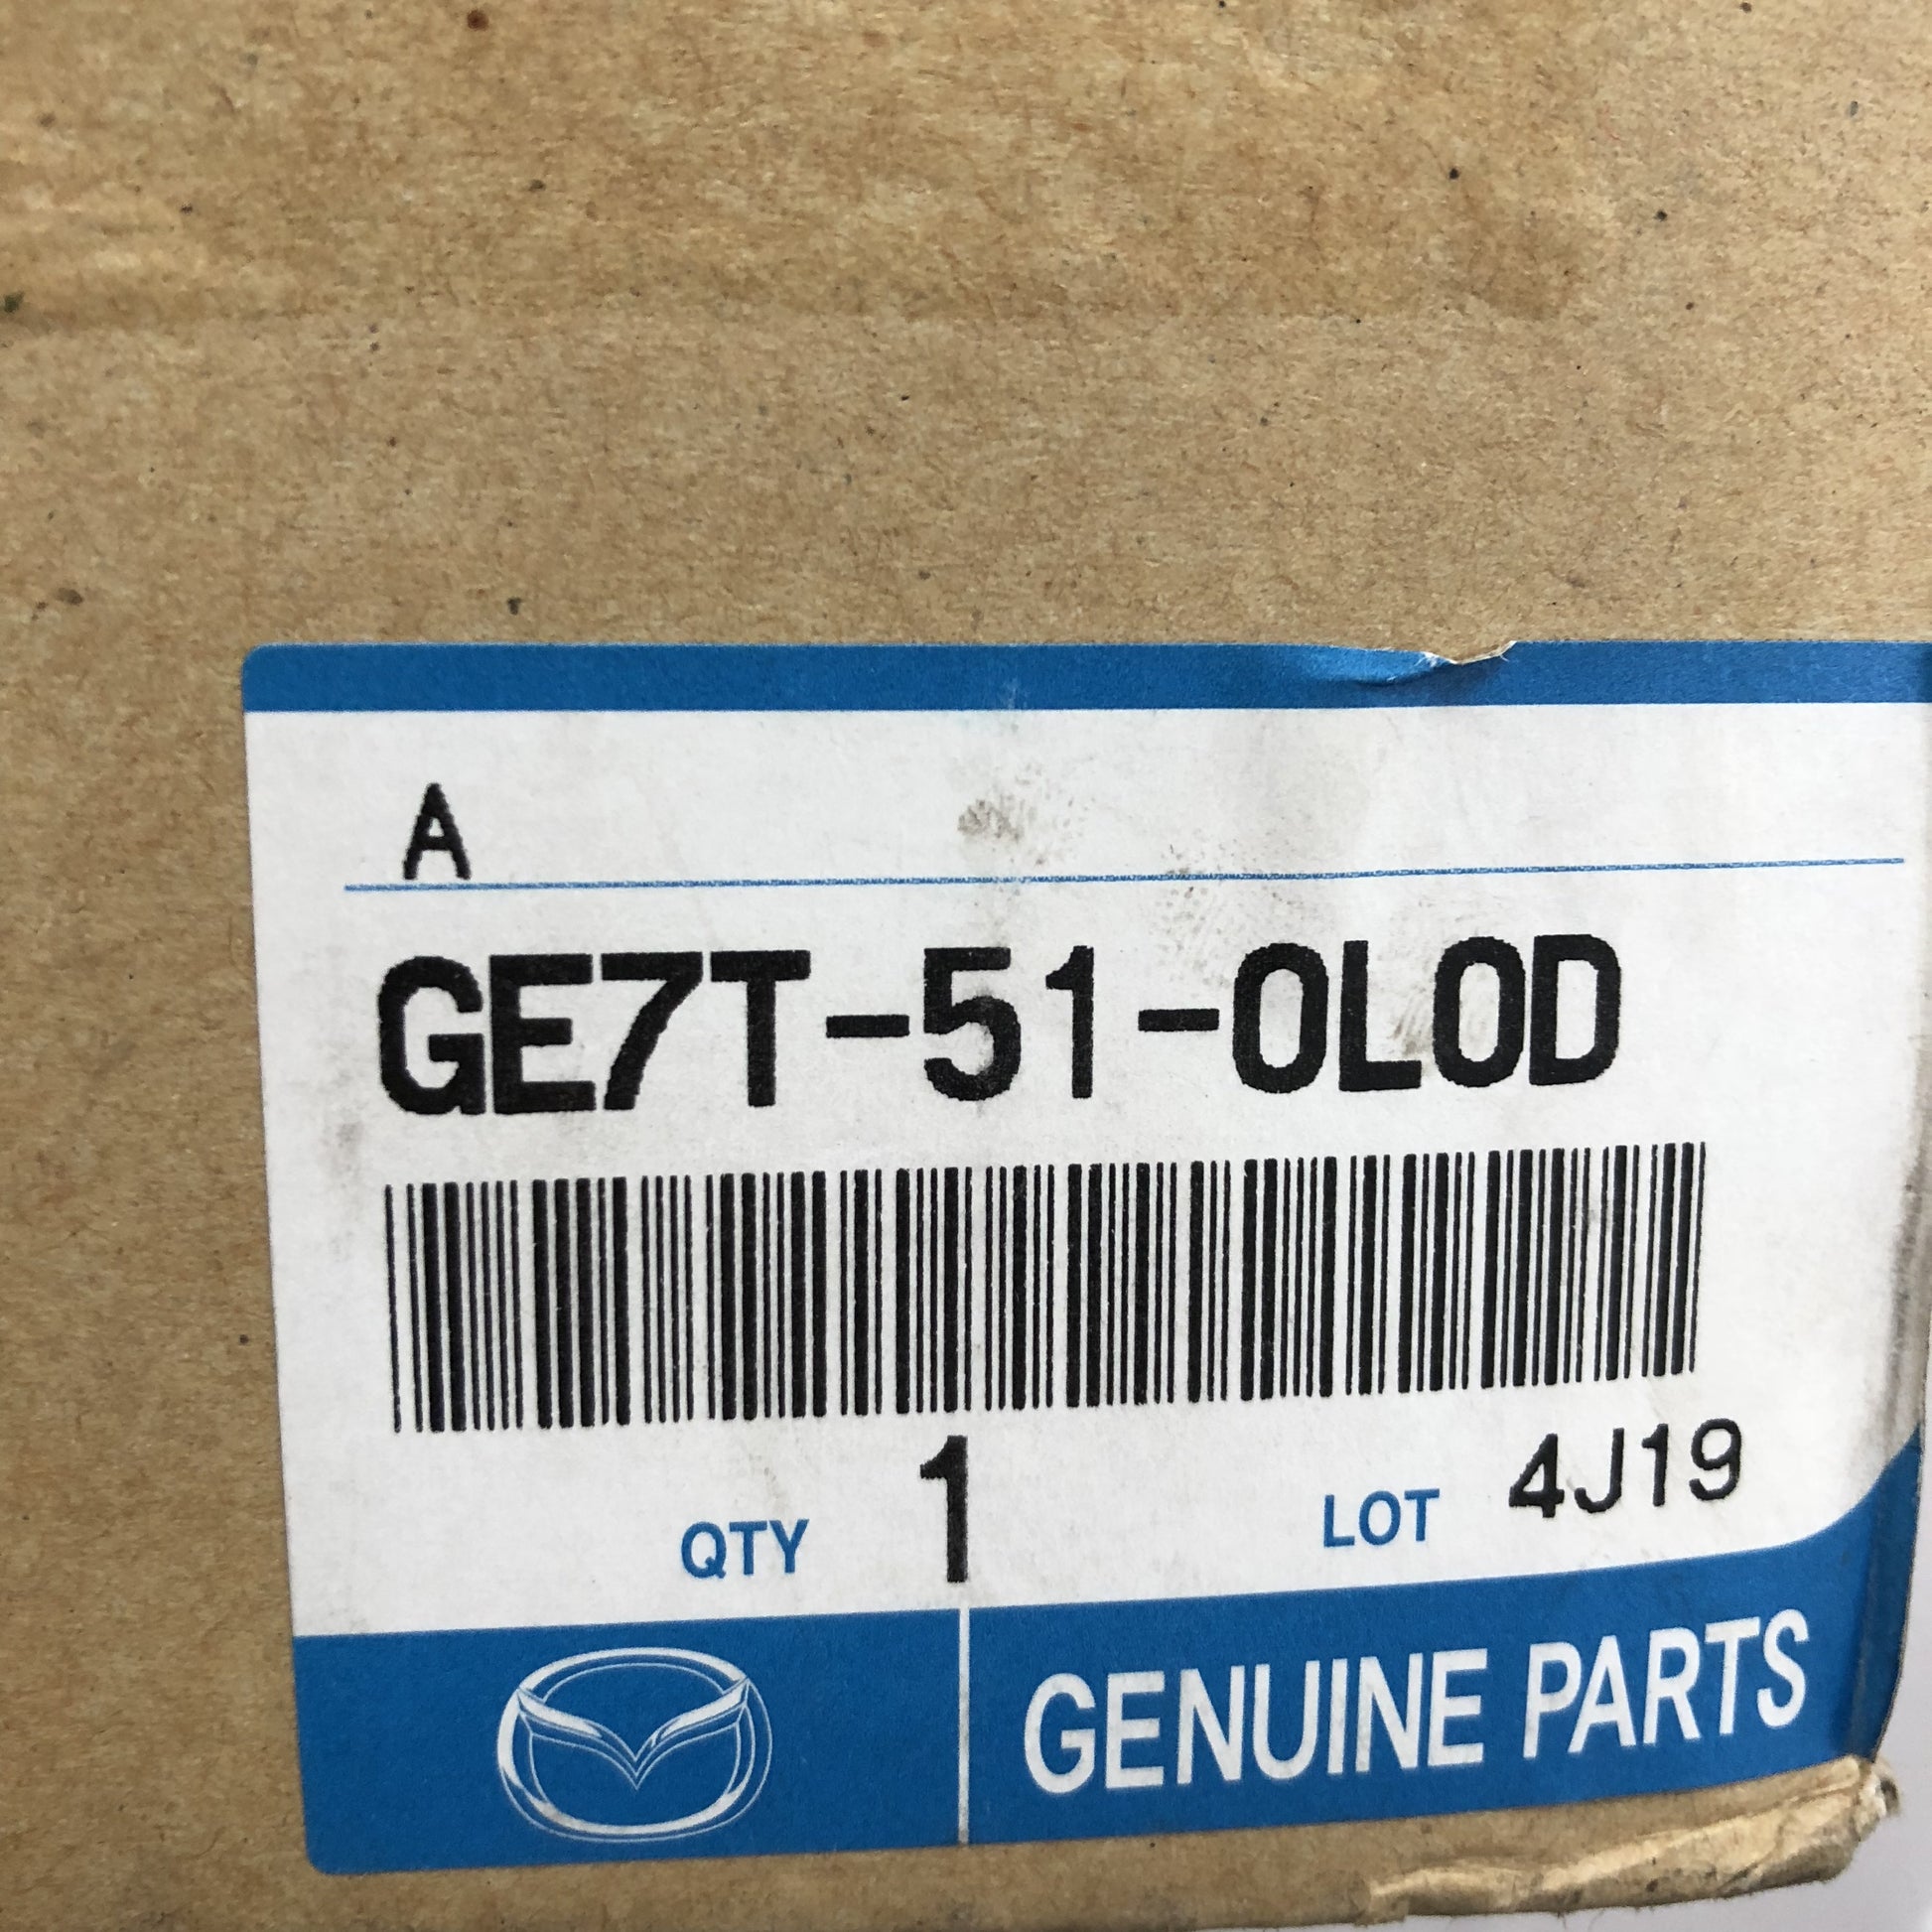 A
GE7T-51-0L0D
QTY 1 LOT 4J19
GENUINE PARTS